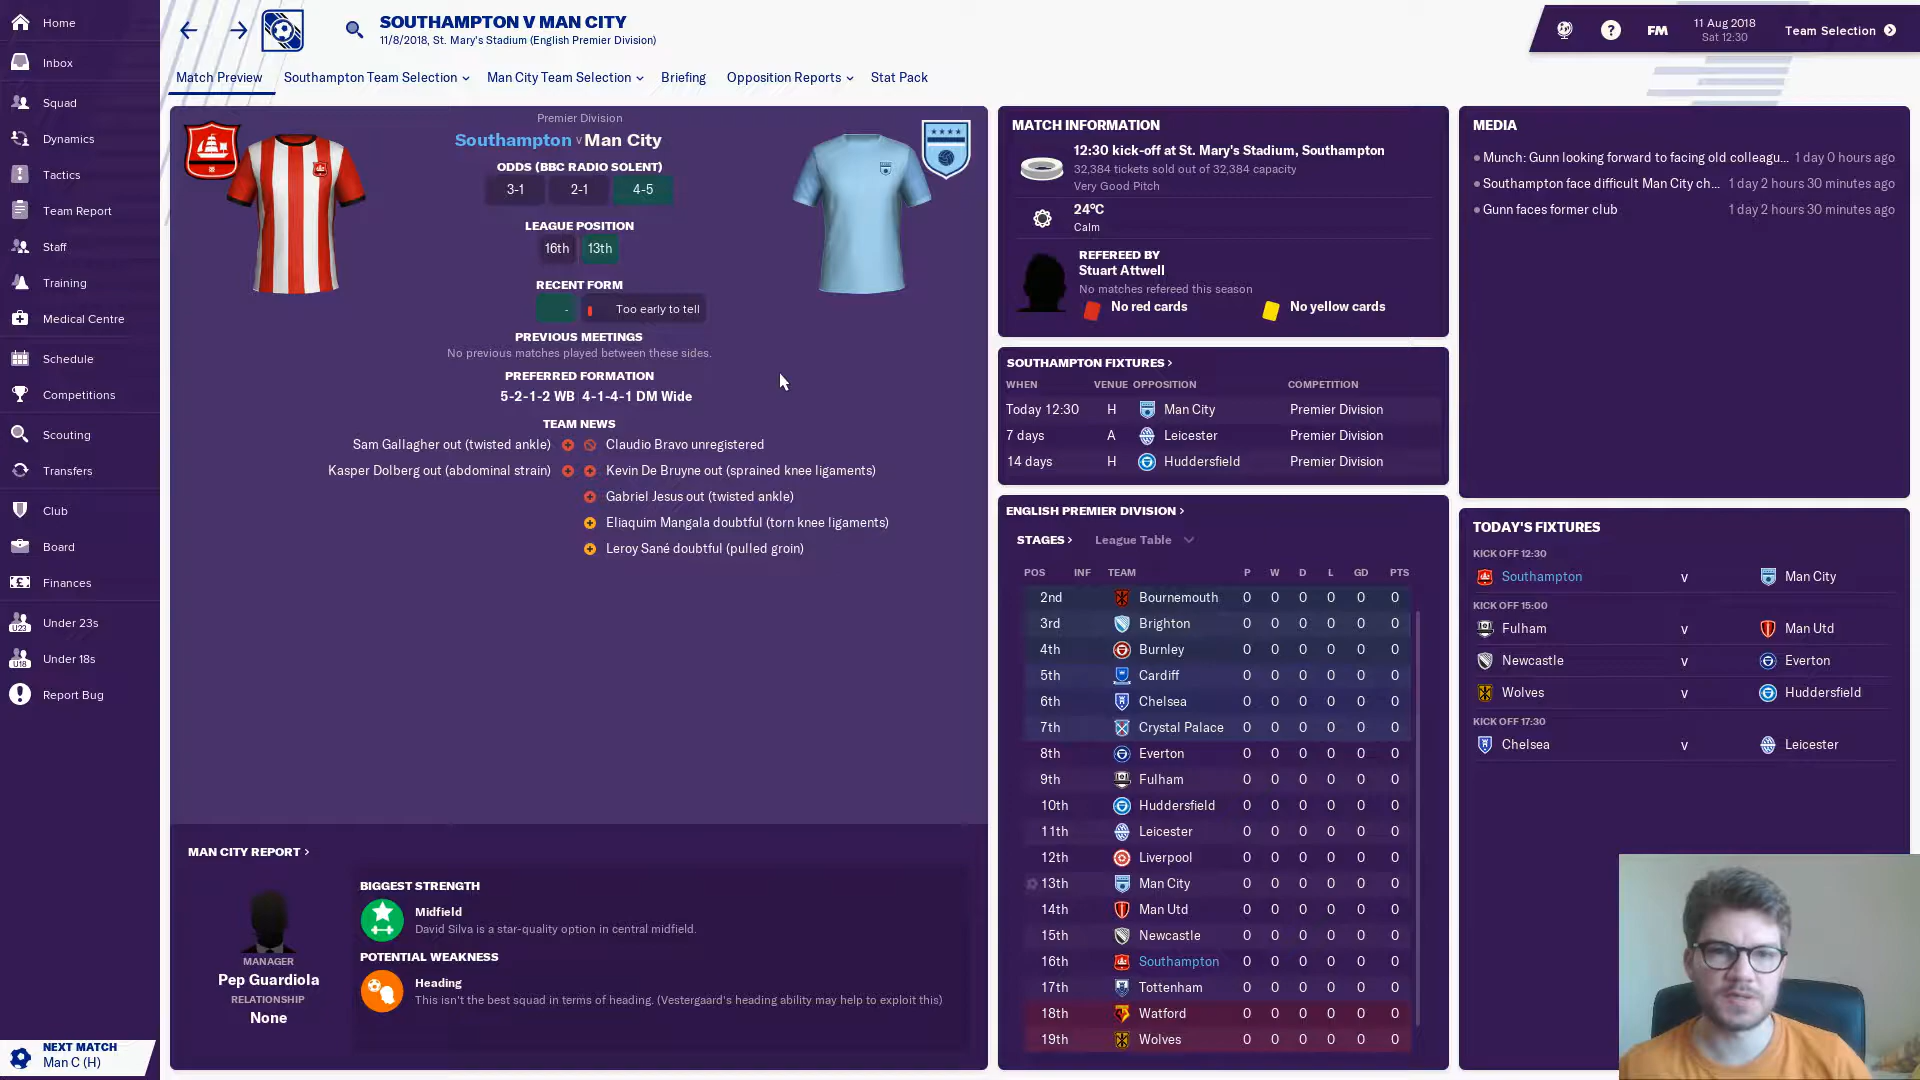 Home
Inbox
Squad
Dynamics
Tactics
Team Report
Staff
Training
Medical Centre
Schedule
Competitions
Scouting
Transfers
Club
Board
Finances
U23
Under 23s
U18
Under 18s
Report Bug
NEXT MATCH
Man C (H)
SOUTHAMPTON V MAN CITY
11/8/2018, St. Mary's Stadium (English Premier Division)
? FM
11 Aug 2018
Sat 12:30
Team Selection
Match Preview Southampton Team Selection Man City Team Selection Briefing Opposition Reports Stat Pack
Premier Division
Southampton v Man City
ODDS (BBC RADIO SOLENT)
3-1 2-1 4-5
LEAGUE POSITION
16th 13th
RECENT FORM
- Too early to tell
PREVIOUS MEETINGS
No previous matches played between these sides.
PREFERRED FORMATION
5-2-1-2 WB 4-1-4-1 DM Wide
TEAM NEWS
Sam Gallagher out (twisted ankle) Claudio Bravo unregistered
Kasper Dolberg out (abdominal strain) Kevin De Bruyne out (sprained knee ligaments)
Gabriel Jesus out (twisted ankle)
Eliaquim Mangala doubtful (torn knee ligaments)
Leroy Sané doubtful (pulled groin)
MAN CITY REPORT >
MANAGER
Pep Guardiola
RELATIONSHIP
None
BIGGEST STRENGTH
Midfield
David Silva is a star-quality option in central midfield.
POTENTIAL WEAKNESS
Heading
This isn't the best squad in terms of heading. (Vestergaard's heading ability may help to exploit this)
MATCH INFORMATION
12:30 kick-off at St. Mary's Stadium, Southampton
32,384 tickets sold out of 32,384 capacity
Very Good Pitch
24°C
Calm
REFEREED BY
Stuart Attwell
No matches refereed this season
No red cards No yellow cards
SOUTHAMPTON FIXTURES >
WHEN VENUE OPPOSITION COMPETITION
Today 12:30 H Man City Premier Division
7 days A Leicester Premier Division
14 days H Huddersfield Premier Division
ENGLISH PREMIER DIVISION >
STAGES > League Table
POS INF TEAM P W D L GD PTS
2nd Bournemouth 0 0 0 0 0 0
3rd Brighton 0 0 0 0 0 0
4th Burnley 0 0 0 0 0 0
5th Cardiff 0 0 0 0 0 0
6th Chelsea 0 0 0 0 0 0
7th Crystal Palace 0 0 0 0 0 0
8th Everton 0 0 0 0 0 0
9th Fulham 0 0 0 0 0 0
10th Huddersfield 0 0 0 0 0 0
11th Leicester 0 0 0 0 0 0
12th Liverpool 0 0 0 0 0 0
13th Man City 0 0 0 0 0 0
14th Man Utd 0 0 0 0 0 0
15th Newcastle 0 0 0 0 0 0
16th Southampton 0 0 0 0 0 0
17th Tottenham 0 0 0 0 0 0
18th Watford 0 0 0 0 0 0
19th Wolves 0 0 0 0 0 0
MEDIA
Munch: Gunn looking forward to facing old colleagu... 1 day 0 hours ago
Southampton face difficult Man City ch... 1 day 2 hours 30 minutes ago
Gunn faces former club 1 day 2 hours 30 minutes ago
TODAY'S FIXTURES
KICK OFF 12:30
Southampton v Man City
KICK OFF 15:00
Fulham v Man Utd
Newcastle v Everton
Wolves v Huddersfield
KICK OFF 17:30
Chelsea v Leicester